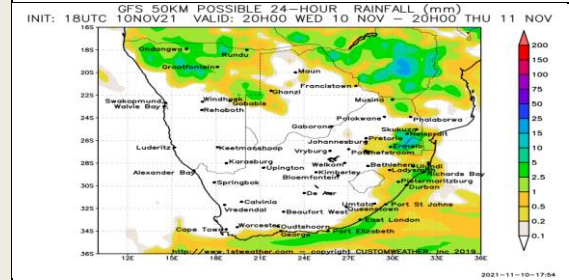 GFS 50KM POSSIBLE 24-HOUR RAINFALL (mm)
INIT: 18UTC 10NOV21 VALID: 20H00 WED 10 NOV - 20H00 THU 11 NOV
16S
18S
20S
22S
24S
26S
28S
30S
32S
34S
36S
Ondangwa
Rundu
Grootfontein
Maun
Francistown
Ghanzi
Gobabis
Windhoek
Swakopmund
Walvis Bay
Rehoboth
Musina
Polokwane
Phalaborwa
Gaborone
Skukuza
Nelspruit
Pretoria
Johannesburg
Ermelo
Luderitz
Keetmanshoop
Vryburg
Potchefstroom
Karasburg
Upington
Welkom
Bethlehem
Ulundi
Ladysmith
Alexander Bay
Kimberley
Bloemfontein
Richards Bay
Pietermaritzburg
Durban
Springbok
De Aar
Calvinia
Umtata
Port St Johns
Vredendal
Beaufort West
Queenstown
East London
Cape Town
Worcester
Oudtshoorn
George
Port Elizabeth
http://www.1stweather.com - copyright CUSTOMWEATHER, inc 2019
12E
15E
18E
21E
24E
27E
30E
33E
36E
200
150
100
75
50
25
15
10
5
2.5
1
0.5
0.2
0.1
2021-11-10-17:54